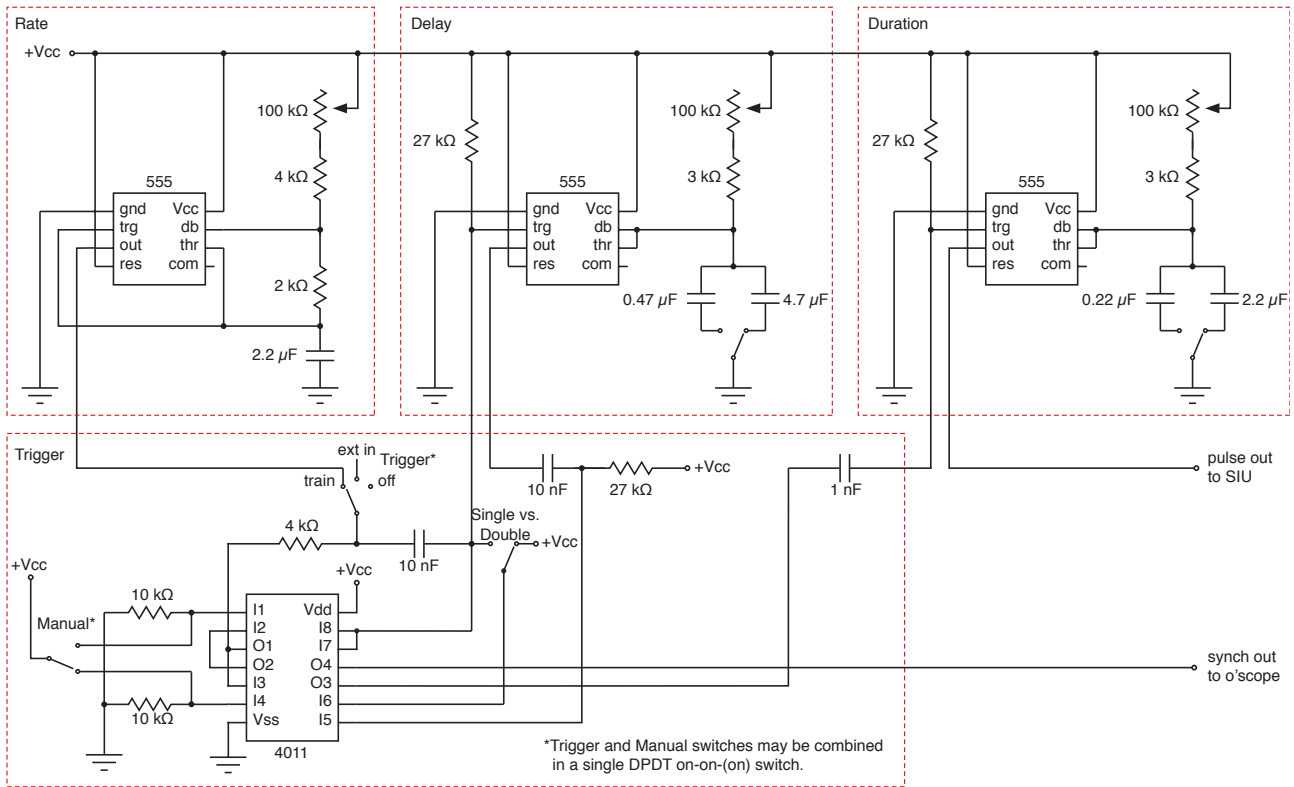 Rate
+Vcc
100 kΩ
4 kΩ
555
gnd
trg
out
res
Vcc
db
thr
com
2 kΩ
2.2 µF
Delay
27 kΩ
100 kΩ
3 kΩ
555
gnd
trg
out
res
Vcc
db
thr
com
0.47 µF
4.7 µF
Duration
27 kΩ
100 kΩ
3 kΩ
555
gnd
trg
out
res
Vcc
db
thr
com
0.22 µF
2.2 µF
Trigger
ext in
Trigger*
train
off
10 nF
27 kΩ
+Vcc
1 nF
pulse out
to SIU
4 kΩ
10 nF
Single vs.
Double
+Vcc
+Vcc
+Vcc
10 kΩ
Manual*
10 kΩ
I1
I2
O1
O2
I3
I4
Vss
Vdd
I8
I7
O4
O3
I6
I5
4011
synch out
to o'scope
*Trigger and Manual switches may be combined
in a single DPDT on-on-(on) switch.